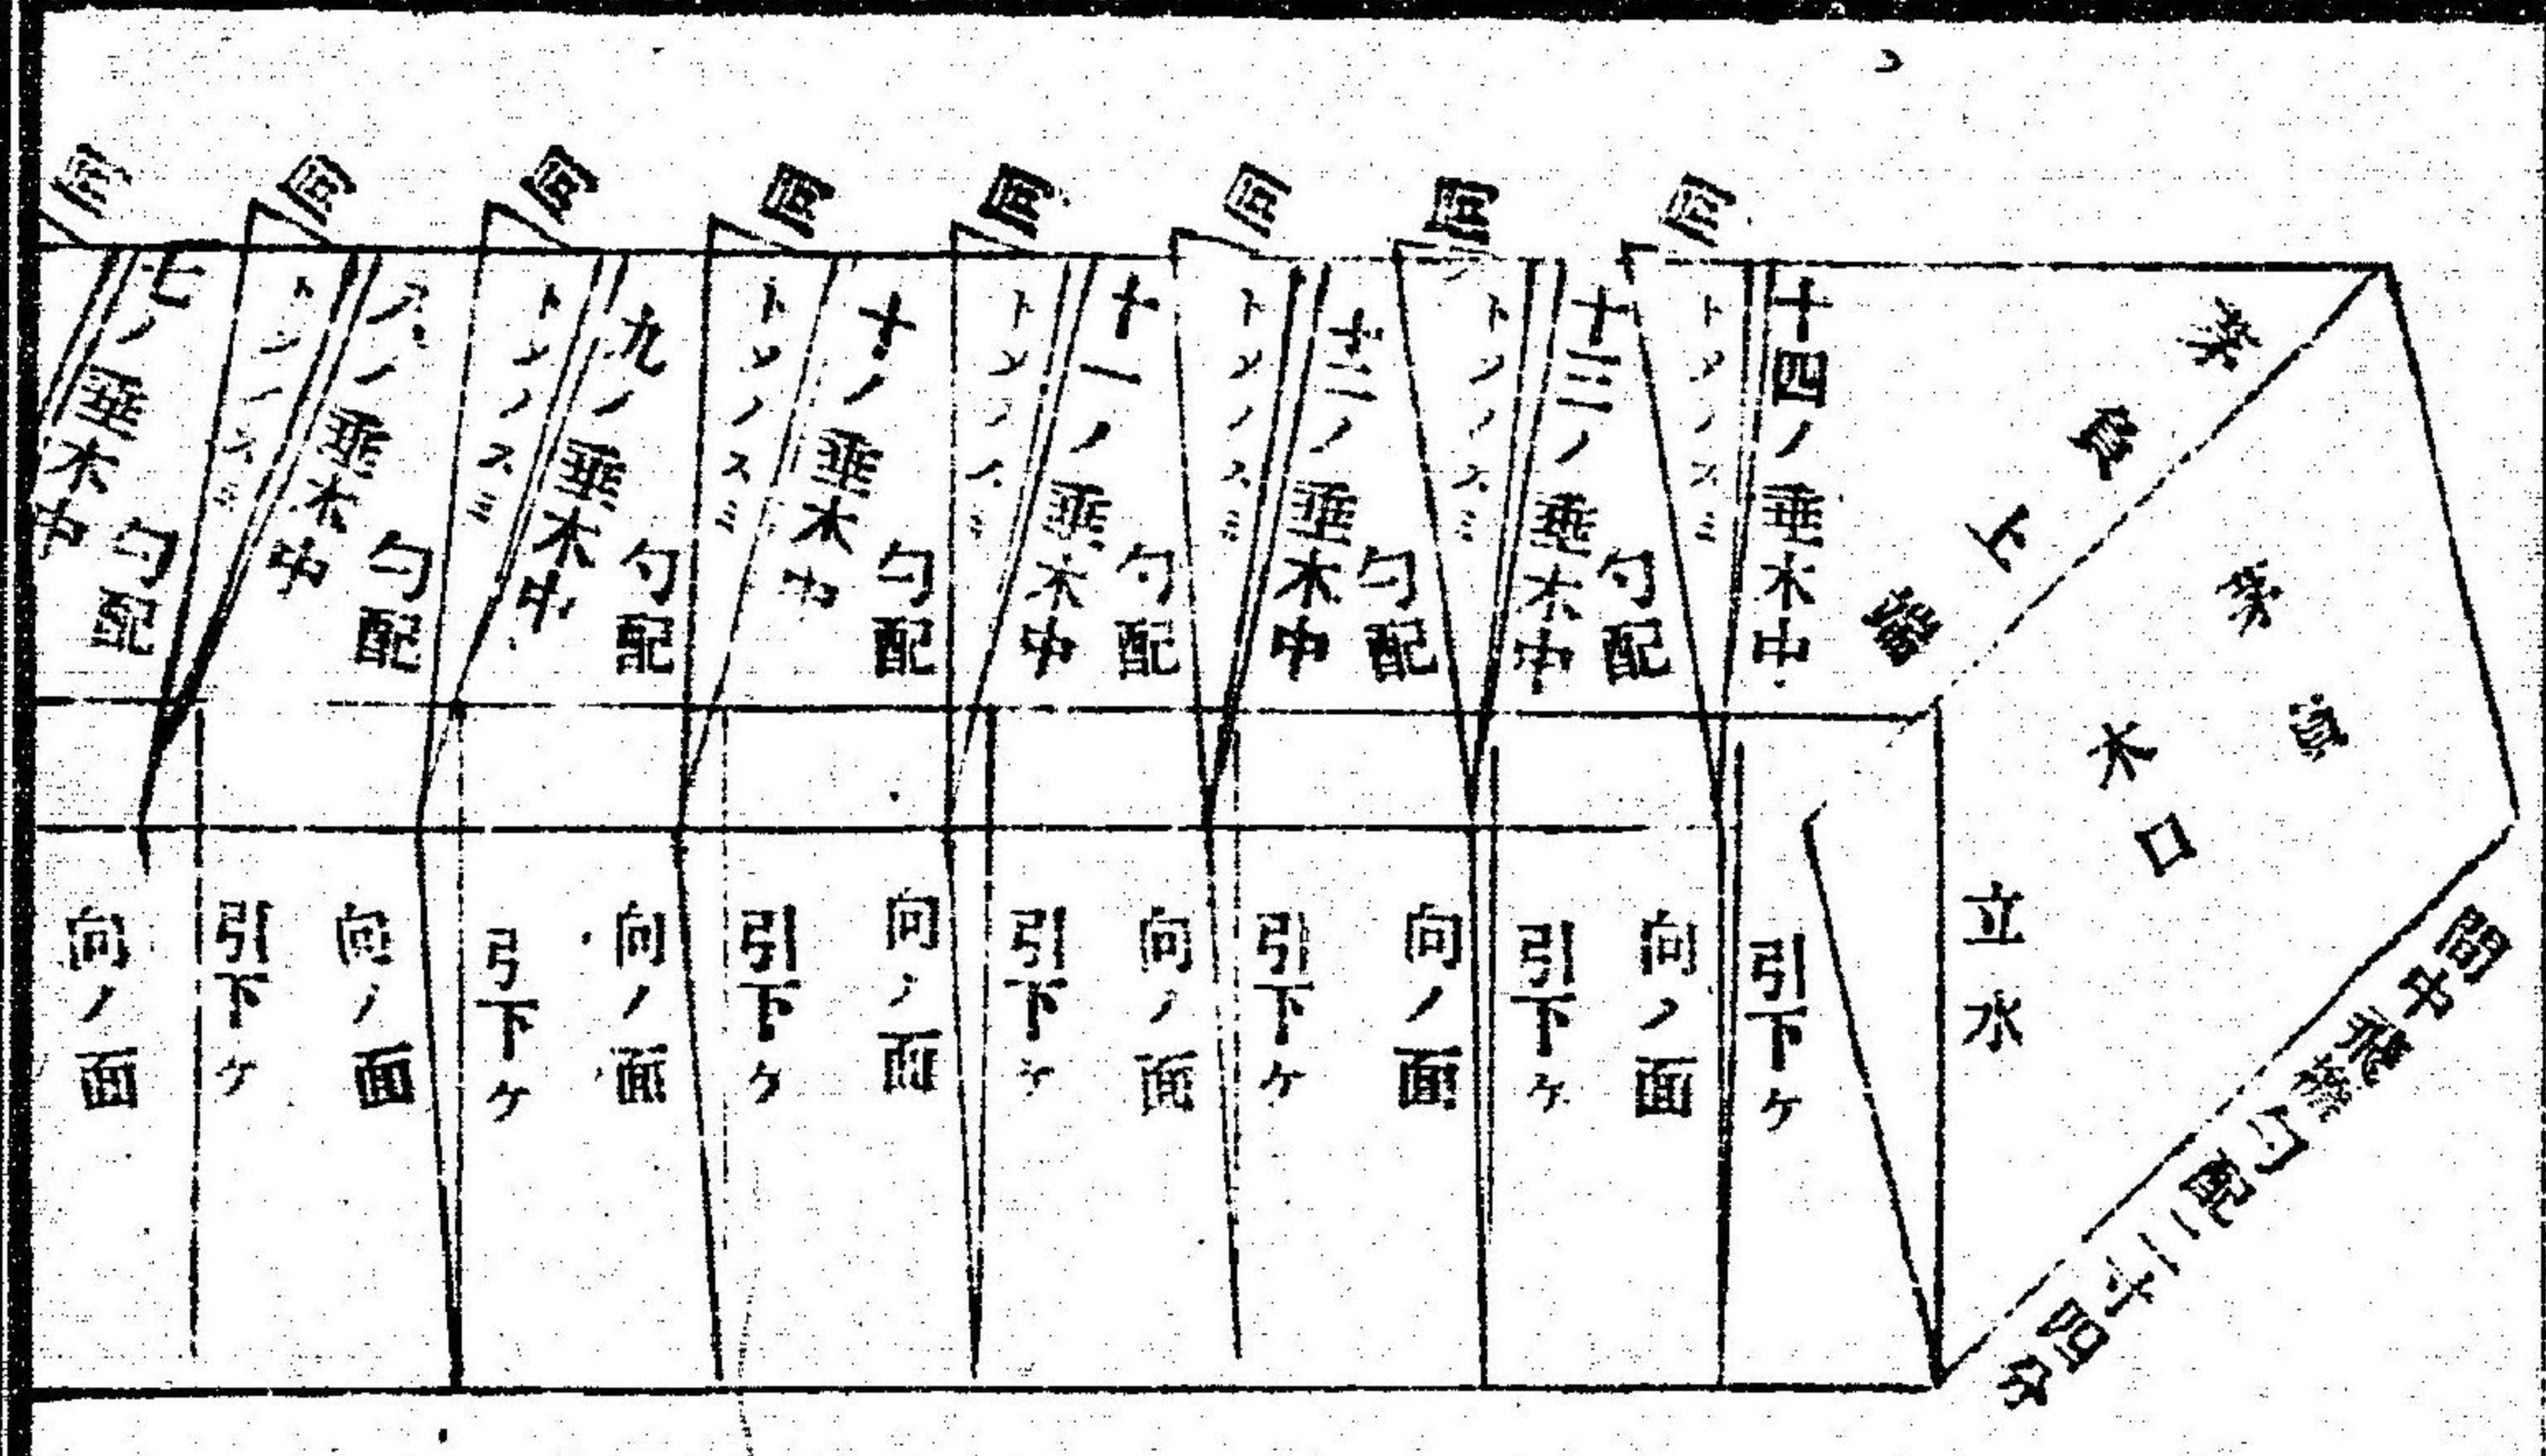 茅負上端
茅負
木口
間中飛檐勾配二寸四分
立水
同
十四ノ垂木中
トメノスミ
勾配
引下ケ
向ノ面
同
十三ノ垂木中
トメノスミ
勾配
引下ケ
向ノ面
同
十二ノ垂木中
トメノスミ
勾配
引下ケ
向ノ面
同
十一ノ垂木中
トメノスミ
勾配
引下ケ
向ノ面
同
十ノ垂木中
トメノスミ
勾配
引下ケ
向ノ面
同
九ノ垂木中
トメノスミ
勾配
引下ケ
向ノ面
同
八ノ垂木中
トメノスミ
勾配
引下ケ
向ノ面
同
七ノ垂木中